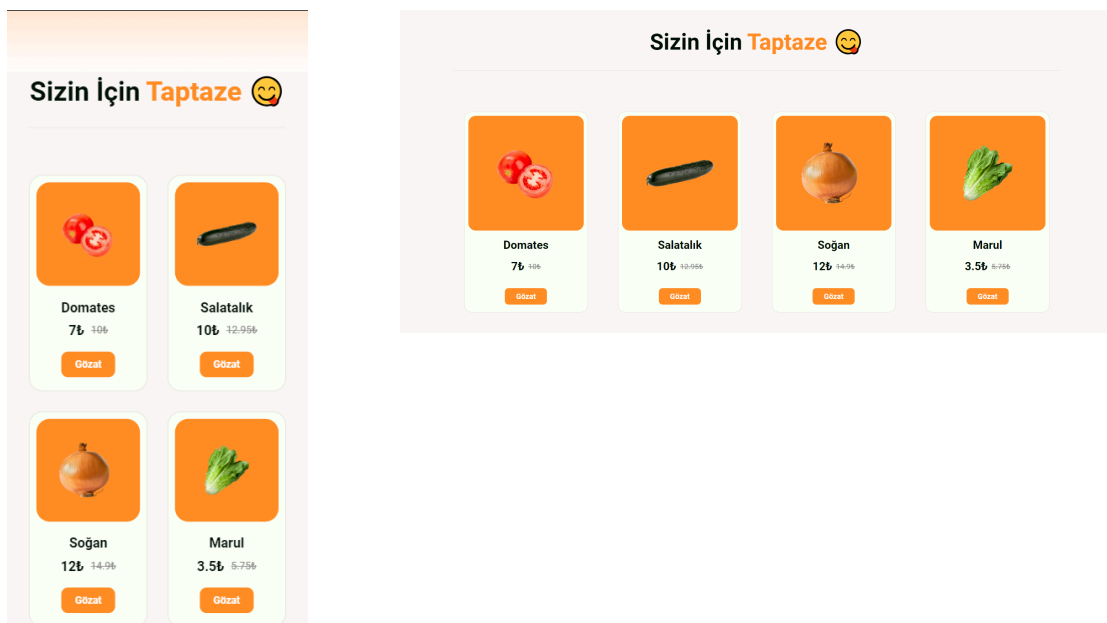 Sizin İçin Taptaze 😋
Domates
7₺ 10₺
Gözat
Salatalık
10₺ 12.95₺
Gözat
Soğan
12₺ 14.9₺
Gözat
Marul
3.5₺ 5.75₺
Gözat
Sizin İçin Taptaze 😋
Domates
7₺ 10₺
Gözat
Salatalık
10₺ 12.95₺
Gözat
Soğan
12₺ 14.9₺
Gözat
Marul
3.5₺ 5.75₺
Gözat